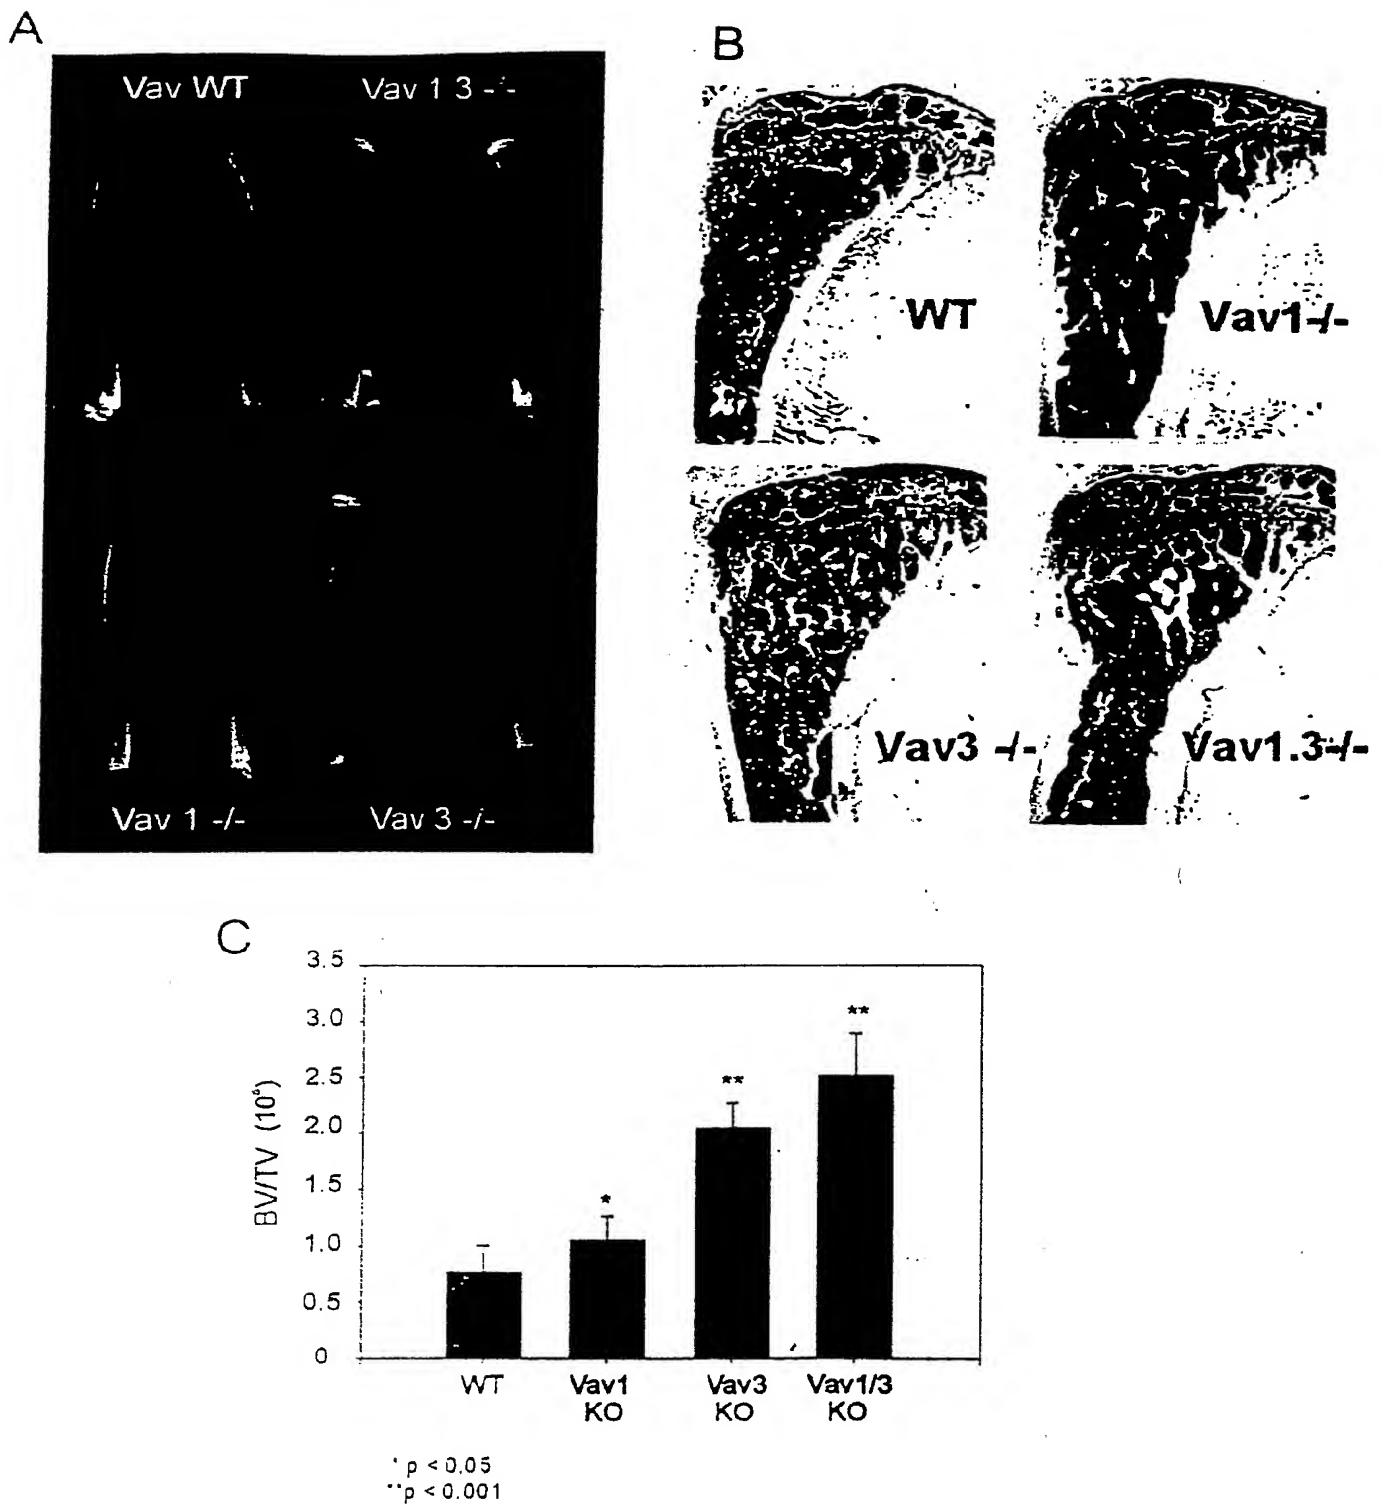 A
Vav WT
Vav 1 3 -/-
Vav 1 -/-
Vav 3 -/-
B
WT
Vav1-/-
Vav3 -/-
Vav1.3-/-
C
3.5
3.0
2.5
2.0
1.5
1.0
0.5
0
BV/TV
WT
Vav1
KO
Vav3
KO
Vav1/3
KO
*
**
**
* p < 0.05
**p < 0.001